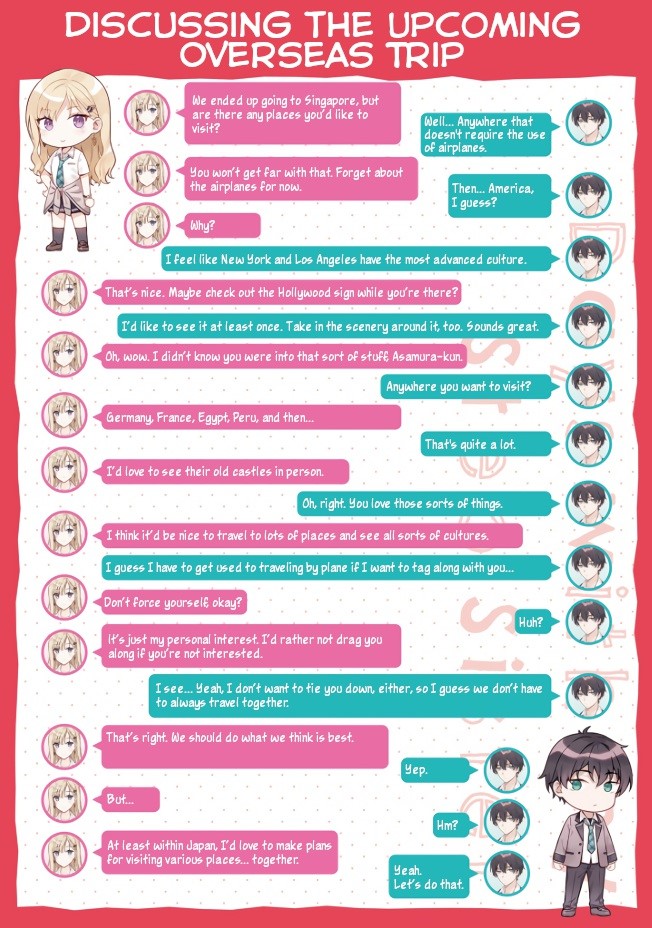 DISCUSSING THE UPCOMING
OVERSEAS TRIP
We ended up going to Singapore, but
are there any places you'd like to
visit?
Well... Anywhere that
doesn't require the use
of airplanes.
You won't get far with that. Forget about
the airplanes for now.
Then... America,
I guess?
Why?
I feel like New York and Los Angeles have the most advanced culture.
That's nice. Maybe check out the Hollywood sign while you're there?
I'd like to see it at least once. Take in the scenery around it, too. Sounds great.
Oh, wow. I didn't know you were into that sort of stuff, Asamura-kun.
Anywhere you want to visit?
Germany, France, Egypt, Peru, and then...
That's quite a lot.
I'd love to see their old castles in person.
Oh, right. You love those sorts of things.
I think it'd be nice to travel to lots of places and see all sorts of cultures.
I guess I have to get used to traveling by plane if I want to tag along with you...
Don't force yourself, okay?
Huh?
It's just my personal interest. I'd rather not drag you
along if you're not interested.
I see... Yeah, I don't want to tie you down, either, so I guess we don't have
to always travel together.
That's right. We should do what we think is best.
Yep.
But...
Hm?
At least within Japan, I'd love to make plans
for visiting various places... together.
Yeah.
Let's do that.